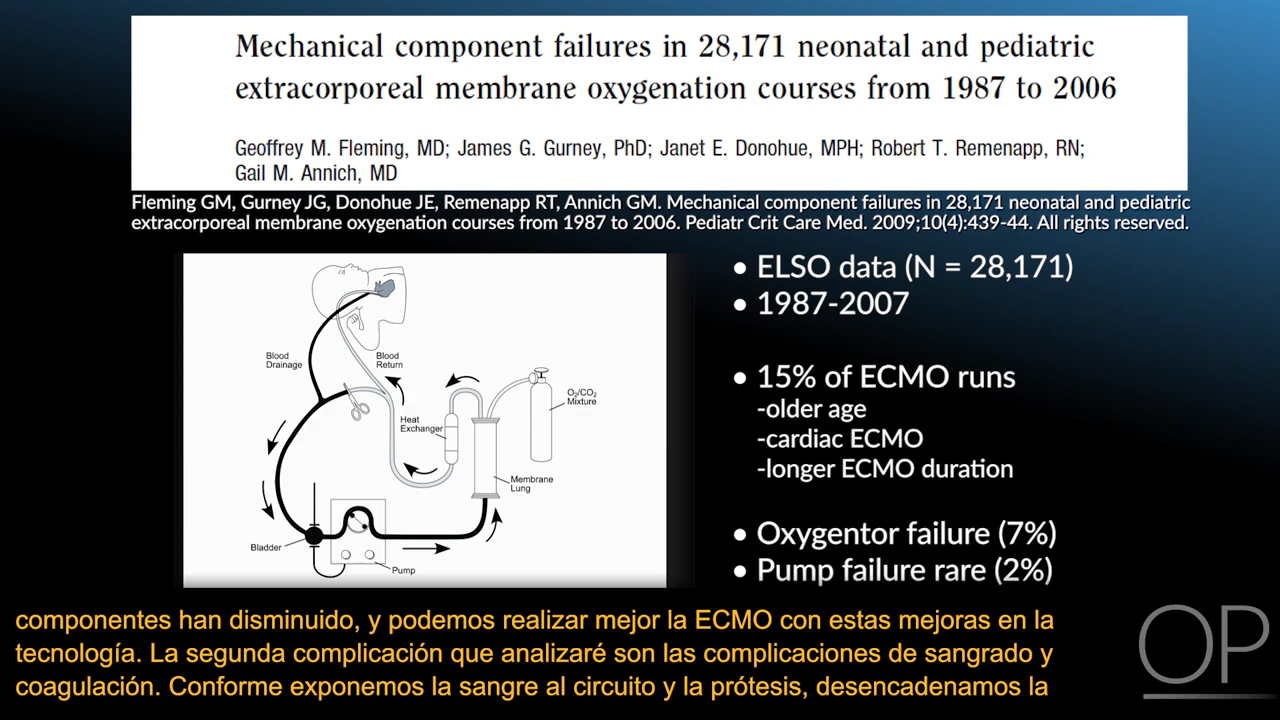 Mechanical component failures in 28,171 neonatal and pediatric
extracorporeal membrane oxygenation courses from 1987 to 2006
Geoffrey M. Fleming, MD; James G. Gurney, PhD; Janet E. Donohue, MPH; Robert T. Remenapp, RN;
Gail M. Annich, MD
Fleming GM, Gurney JG, Donohue JE, Remenapp RT, Annich GM. Mechanical component failures in 28,171 neonatal and pediatric
extracorporeal membrane oxygenation courses from 1987 to 2006. Pediatr Crit Care Med. 2009;10(4):439-44. All rights reserved.
Blood
Drainage
Blood
Return
Heat
Exchanger
O₂/CO₂
Mixture
Membrane
Lung
Bladder
Pump
• ELSO data (N = 28,171)
• 1987-2007
• 15% of ECMO runs
-older age
-cardiac ECMO
-longer ECMO duration
• Oxygentor failure (7%)
• Pump failure rare (2%)
componentes han disminuido, y podemos realizar mejor la ECMO con estas mejoras en la
tecnología. La segunda complicación que analizaré son las complicaciones de sangrado y
coagulación. Conforme exponemos la sangre al circuito y la prótesis, desencadenamos la
OP